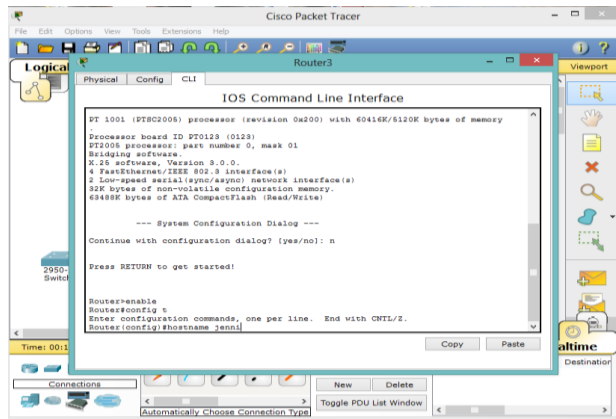 Cisco Packet Tracer
File Edit Options View Tools Extensions Help
Logical
Viewport
Router3
Physical Config CLI
IOS Command Line Interface
PT 1001 (PTSC2005) processor (revision 0x200) with 60416K/5120K bytes of memory
.
Processor board ID PT0123 (0123)
PT2005 processor: part number 0, mask 01
Bridging software.
X.25 software, Version 3.0.0.
4 FastEthernet/IEEE 802.3 interface(s)
2 Low-speed serial(sync/async) network interface(s)
32K bytes of non-volatile configuration memory.
63488K bytes of ATA CompactFlash (Read/Write)
--- System Configuration Dialog ---
Continue with configuration dialog? [yes/no]: n
Press RETURN to get started!
Router>enable
Router#config t
Enter configuration commands, one per line. End with CNTL/Z.
Router(config)#hostname jenni
Copy Paste
2950-
Switch
Time: 00:1
altime
Destination
Connections
New Delete
Toggle PDU List Window
Automatically Choose Connection Type